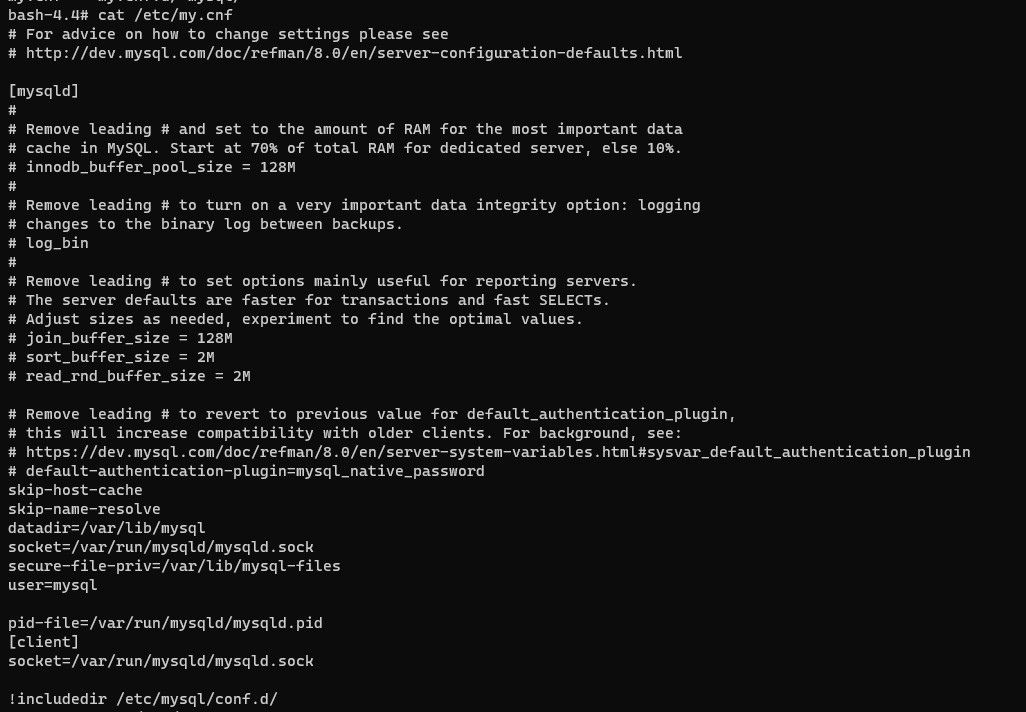 bash-4.4# cat /etc/my.cnf
# For advice on how to change settings please see
# http://dev.mysql.com/doc/refman/8.0/en/server-configuration-defaults.html
[mysqld]
#
# Remove leading # and set to the amount of RAM for the most important data
# cache in MySQL. Start at 70% of total RAM for dedicated server, else 10%.
# innodb_buffer_pool_size = 128M
#
# Remove leading # to turn on a very important data integrity option: logging
# changes to the binary log between backups.
# log_bin
#
# Remove leading # to set options mainly useful for reporting servers.
# The server defaults are faster for transactions and fast SELECTs.
# Adjust sizes as needed, experiment to find the optimal values.
# join_buffer_size = 128M
# sort_buffer_size = 2M
# read_rnd_buffer_size = 2M
# Remove leading # to revert to previous value for default_authentication_plugin,
# this will increase compatibility with older clients. For background, see:
# https://dev.mysql.com/doc/refman/8.0/en/server-system-variables.html#sysvar_default_authentication_plugin
# default-authentication-plugin=mysql_native_password
skip-host-cache
skip-name-resolve
datadir=/var/lib/mysql
socket=/var/run/mysqld/mysqld.sock
secure-file-priv=/var/lib/mysql-files
user=mysql
pid-file=/var/run/mysqld/mysqld.pid
[client]
socket=/var/run/mysqld/mysqld.sock
!includedir /etc/mysql/conf.d/